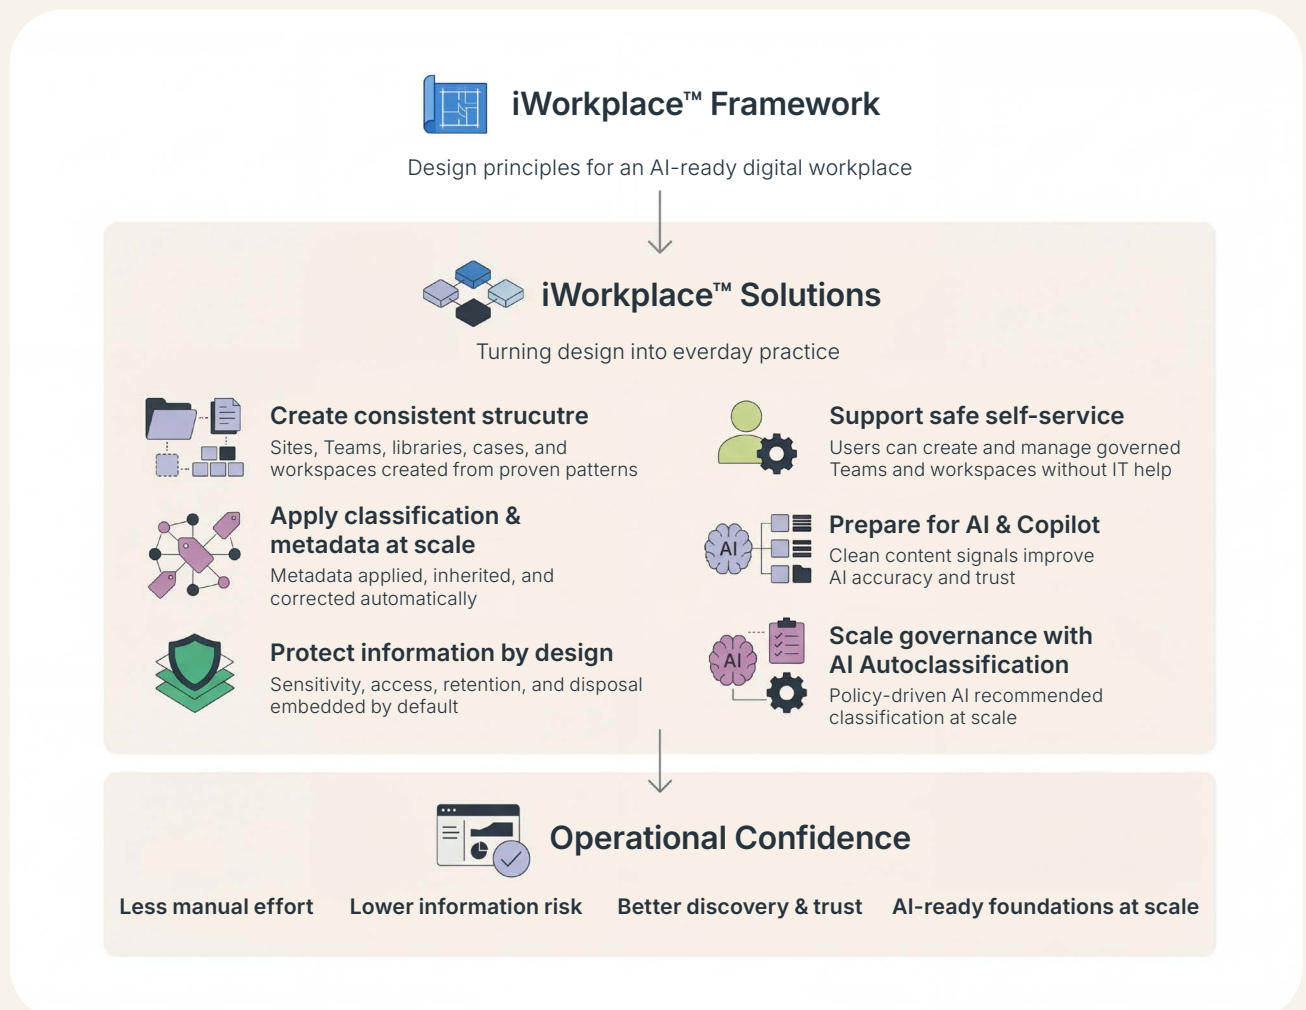 iWorkplace™ Framework
Design principles for an AI-ready digital workplace
iWorkplace™ Solutions
Turning design into everday practice
Create consistent strucutre
Sites, Teams, libraries, cases, and
workspaces created from proven patterns
Apply classification &
metadata at scale
Metadata applied, inherited, and
corrected automatically
Protect information by design
Sensitivity, access, retention, and disposal
embedded by default
Support safe self-service
Users can create and manage governed
Teams and workspaces without IT help
AI
Prepare for AI & Copilot
Clean content signals improve
AI accuracy and trust
AI
Scale governance with
AI Autoclassification
Policy-driven AI recommended
classification at scale
Operational Confidence
Less manual effort
Lower information risk
Better discovery & trust
AI-ready foundations at scale